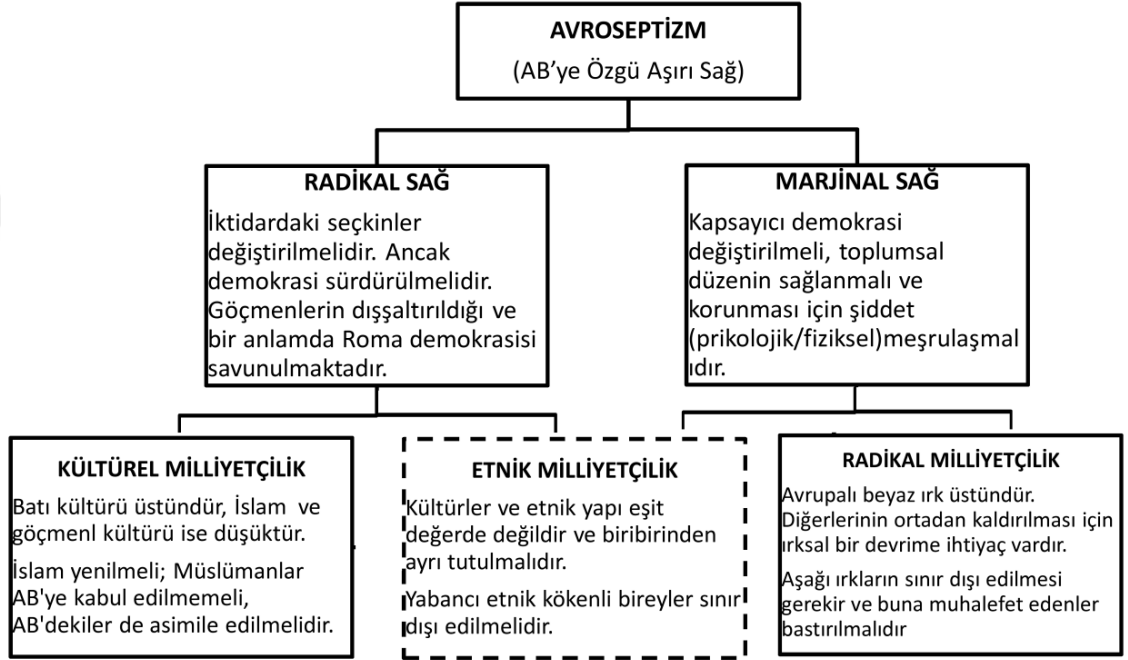 AVROSEPTİZM
(AB’ye Özgü Aşırı Sağ)
RADİKAL SAĞ
İktidardaki seçkinler
değiştirilmelidir. Ancak
demokrasi sürdürülmelidir.
Göçmenlerin dışşaltırıldığı ve
bir anlamda Roma demokrasisi
savunulmaktadır.
MARJİNAL SAĞ
Kapsayıcı demokrasi
değiştirilmeli, toplumsal
düzenin sağlanmalı ve
korunması için şiddet
(prikolojik/fiziksel)meşrulaşmal
ıdır.
KÜLTÜREL MİLLİYETÇİLİK
Batı kültürü üstündür, İslam ve
göçmenl kültürü ise düşüktür.
İslam yenilmeli; Müslümanlar
AB'ye kabul edilmemeli,
AB'dekiler de asimile edilmelidir.
ETNİK MİLLİYETÇİLİK
Kültürler ve etnik yapı eşit
değerde değildir ve biribirinden
ayrı tutulmalıdır.
Yabancı etnik kökenli bireyler sınır
dışı edilmelidir.
RADİKAL MİLLİYETÇİLİK
Avrupalı beyaz ırk üstündür.
Diğerlerinin ortadan kaldırılması için
ırksal bir devrime ihtiyaç vardır.
Aşağı ırkların sınır dışı edilmesi
gerekir ve buna muhalefet edenler
bastırılmalıdır